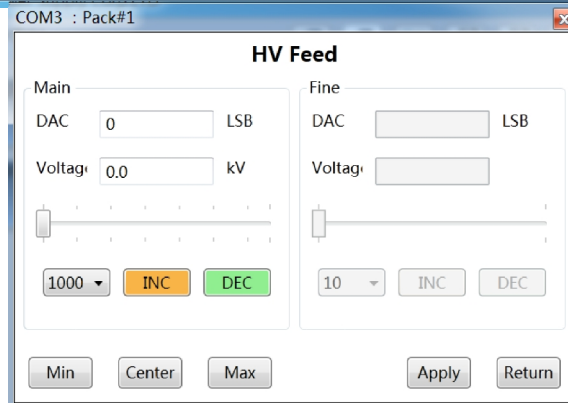 COM3 : Pack#1
HV Feed
Main
DAC 0 LSB
Voltag 0.0 kV
1000 INC DEC
Fine
DAC LSB
Voltag
10 INC DEC
Min Center Max Apply Return